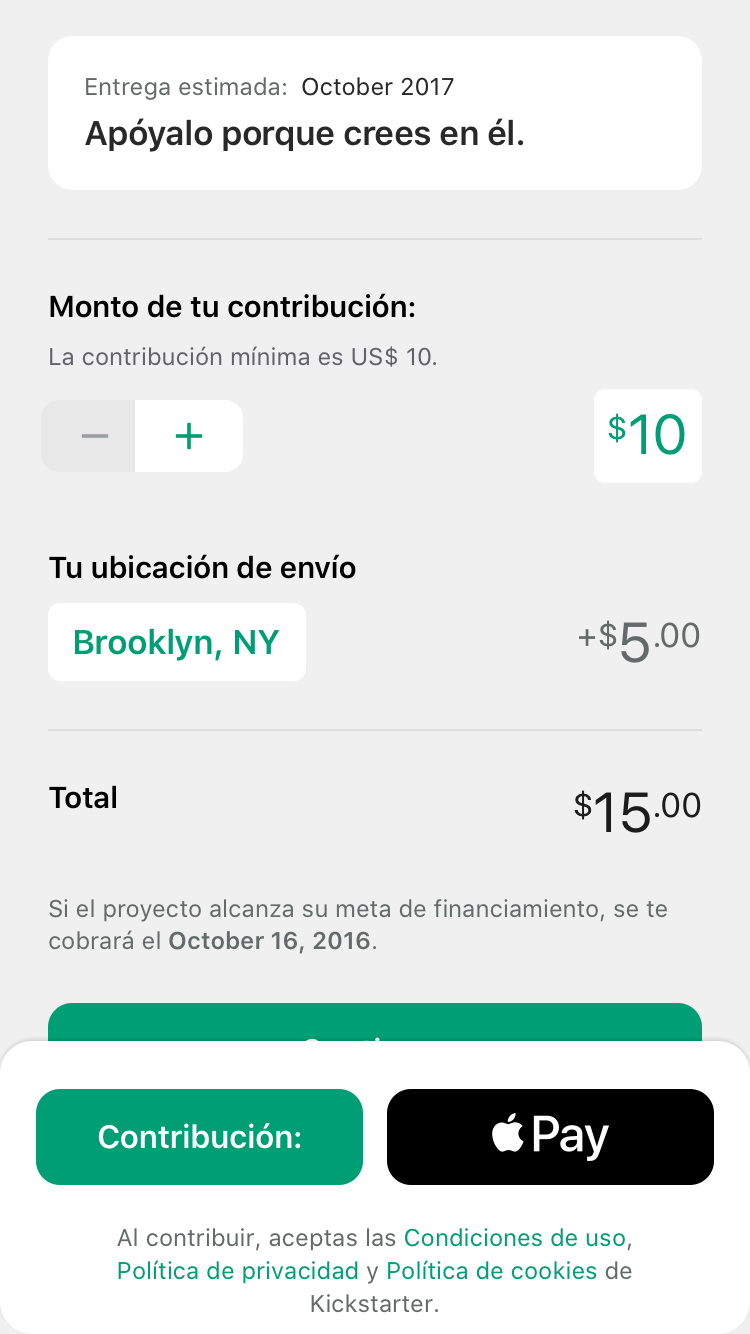 Entrega estimada: October 2017
Apóyalo porque crees en él.
Monto de tu contribución:
La contribución mínima es US$ 10.
− + $10
Tu ubicación de envío
Brooklyn, NY +$5.00
Total $15.00
Si el proyecto alcanza su meta de financiamiento, se te
cobrará el October 16, 2016.
Contribución: Pay
Al contribuir, aceptas las Condiciones de uso,
Política de privacidad y Política de cookies de
Kickstarter.